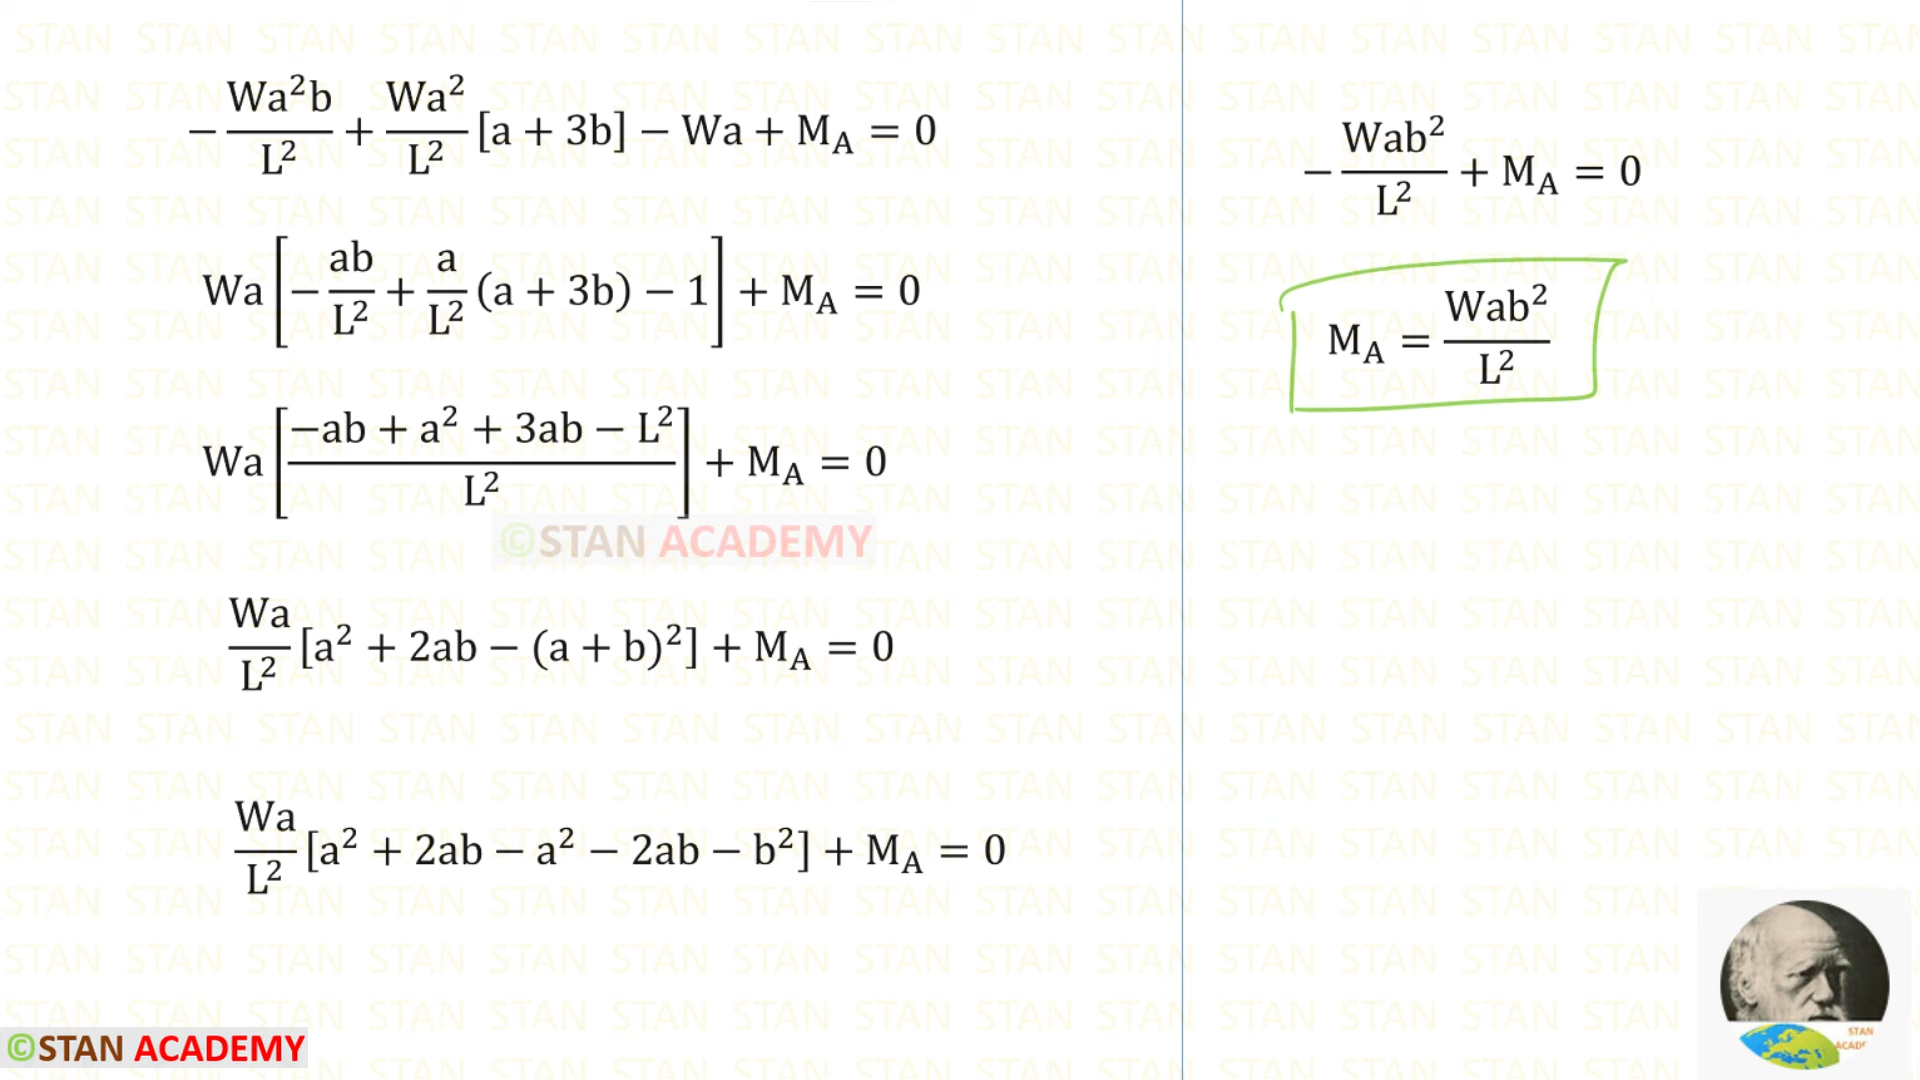 − Wa²b/L² + Wa²/L² [a + 3b] − Wa + M_A = 0
Wa [− ab/L² + a/L² (a + 3b) − 1] + M_A = 0
Wa [(−ab + a² + 3ab − L²)/L²] + M_A = 0
©STAN ACADEMY
Wa/L² [a² + 2ab − (a + b)²] + M_A = 0
Wa/L² [a² + 2ab − a² − 2ab − b²] + M_A = 0
− Wab²/L² + M_A = 0
M_A = Wab²/L²
©STAN ACADEMY
STAN